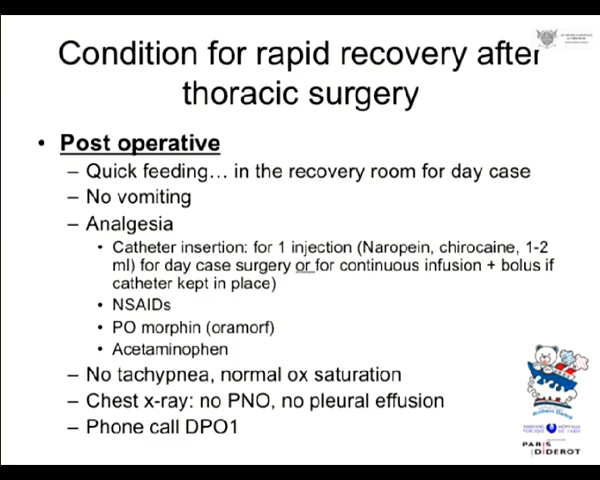 Condition for rapid recovery after
thoracic surgery
• Post operative
– Quick feeding… in the recovery room for day case
– No vomiting
– Analgesia
• Catheter insertion: for 1 injection (Naropein, chirocaine, 1-2
ml) for day case surgery or for continuous infusion + bolus if
catheter kept in place)
• NSAIDs
• PO morphin (oramorf)
• Acetaminophen
– No tachypnea, normal ox saturation
– Chest x-ray: no PNO, no pleural effusion
– Phone call DPO1
PARIS
DIDEROT